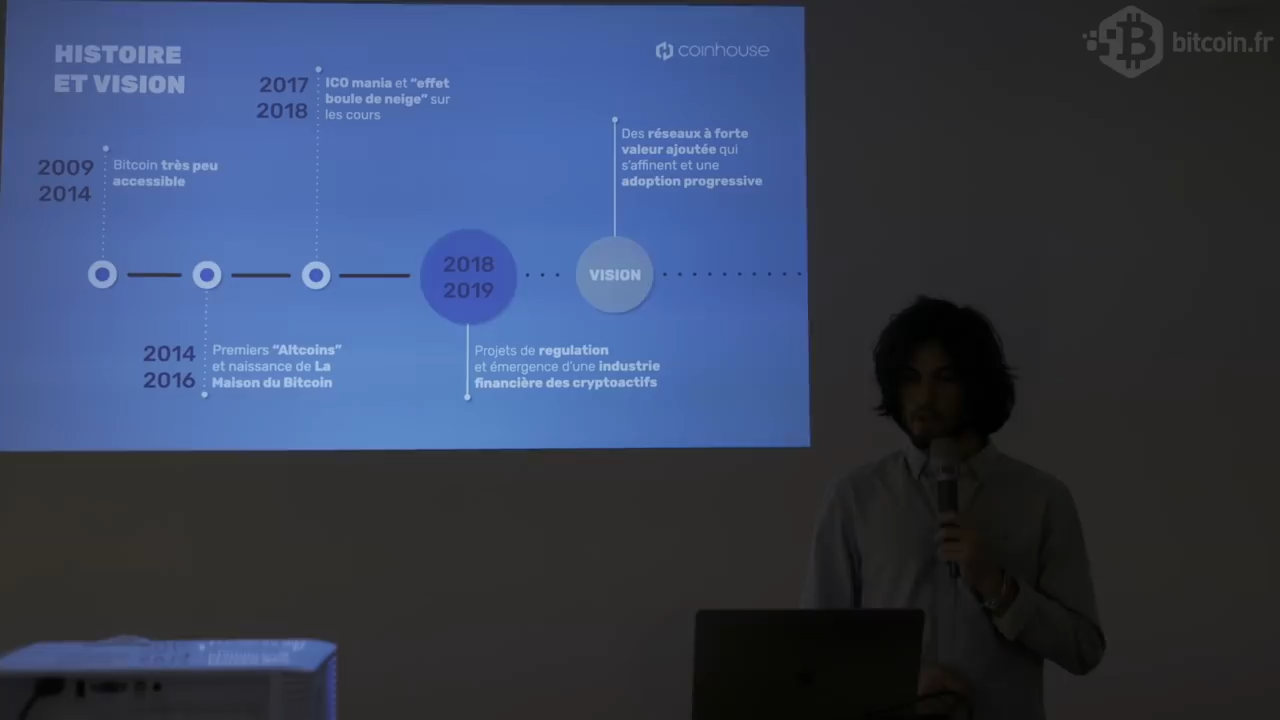 HISTOIRE
ET VISION
coinhouse
bitcoin.fr
2017
2018
ICO mania et “effet
boule de neige” sur
les cours
2009
2014
Bitcoin très peu
accessible
Des réseaux à forte
valeur ajoutée qui
s'affinent et une
adoption progressive
2018
2019
VISION
2014
2016
Premiers “Altcoins”
et naissance de La
Maison du Bitcoin
Projets de regulation
et émergence d'une industrie
financière des cryptoactifs